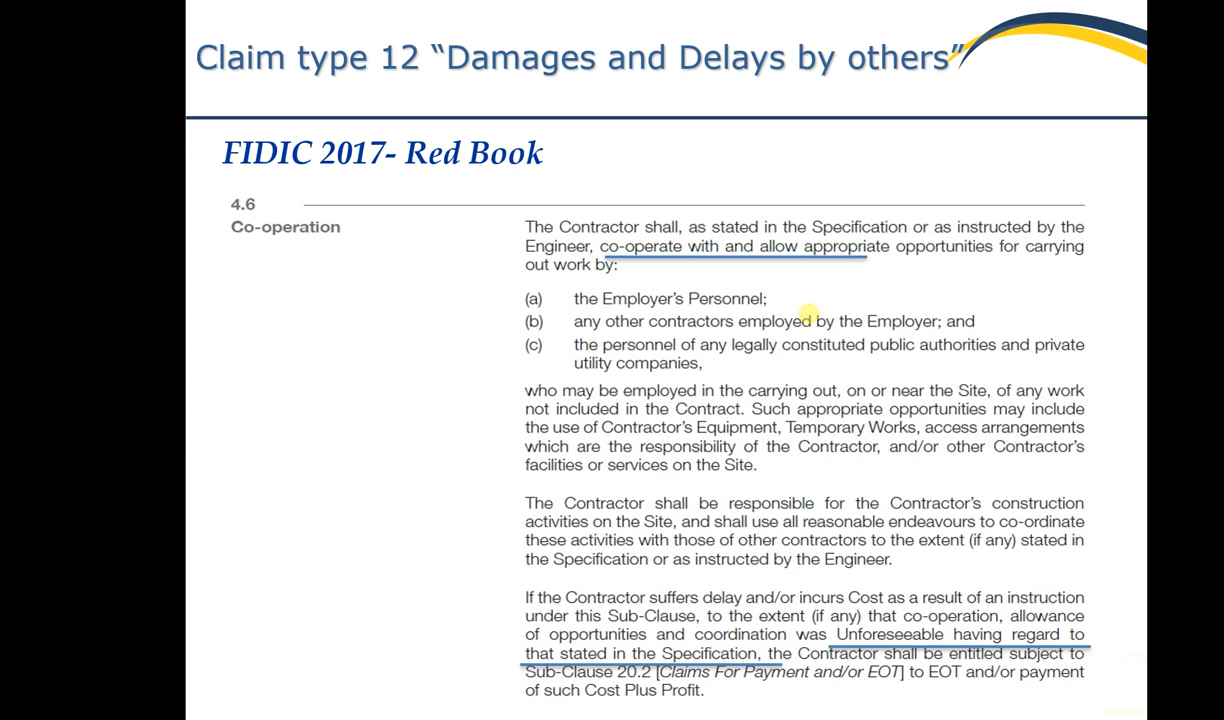 Claim type 12 “Damages and Delays by others”
FIDIC 2017- Red Book
4.6
Co-operation
The Contractor shall, as stated in the Specification or as instructed by the
Engineer, co-operate with and allow appropriate opportunities for carrying
out work by:
(a) the Employer’s Personnel;
(b) any other contractors employed by the Employer; and
(c) the personnel of any legally constituted public authorities and private
utility companies,
who may be employed in the carrying out, on or near the Site, of any work
not included in the Contract. Such appropriate opportunities may include
the use of Contractor’s Equipment, Temporary Works, access arrangements
which are the responsibility of the Contractor, and/or other Contractor’s
facilities or services on the Site.
The Contractor shall be responsible for the Contractor’s construction
activities on the Site, and shall use all reasonable endeavours to co-ordinate
these activities with those of other contractors to the extent (if any) stated in
the Specification or as instructed by the Engineer.
If the Contractor suffers delay and/or incurs Cost as a result of an instruction
under this Sub-Clause, to the extent (if any) that co-operation, allowance
of opportunities and coordination was Unforeseeable having regard to
that stated in the Specification, the Contractor shall be entitled subject to
Sub-Clause 20.2 [Claims For Payment and/or EOT] to EOT and/or payment
of such Cost Plus Profit.